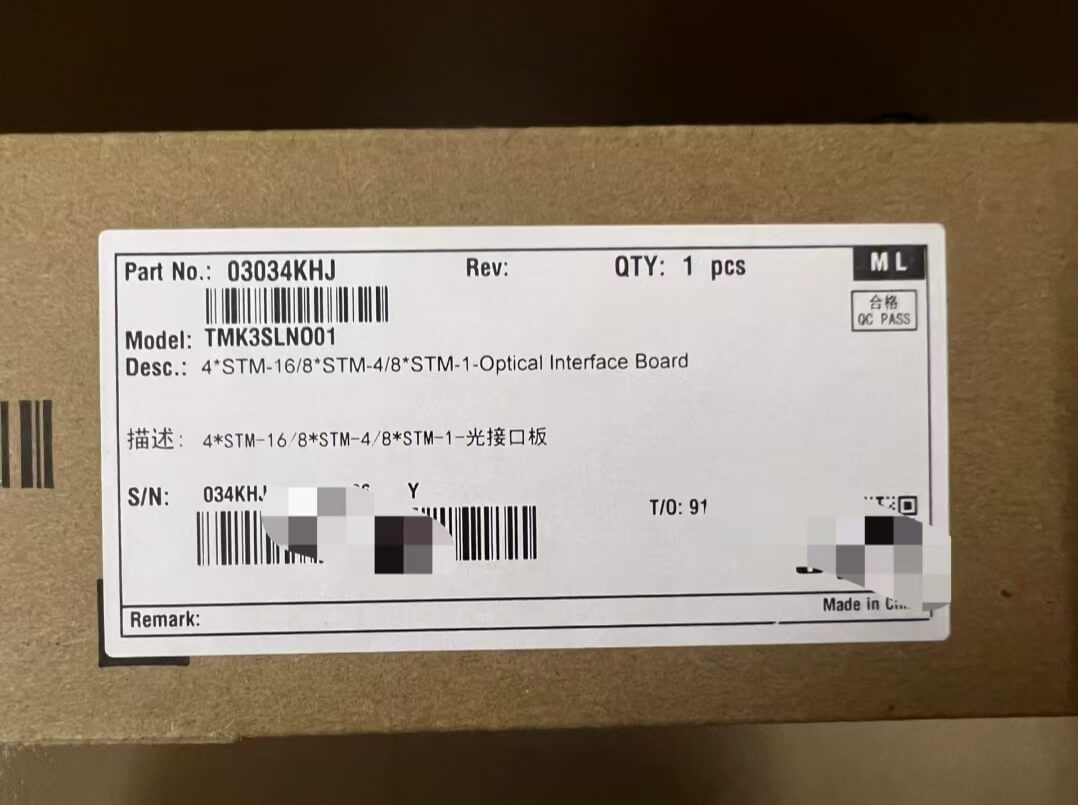 Part No.: 03034KHJ Rev: QTY: 1 pcs ML
合格
QC PASS
Model: TMK3SLNO01
Desc.: 4*STM-16/8*STM-4/8*STM-1-Optical Interface Board
描述: 4*STM-16/8*STM-4/8*STM-1-光接口板
S/N: 034KHJ Y
T/O: 91
Made in
Remark: